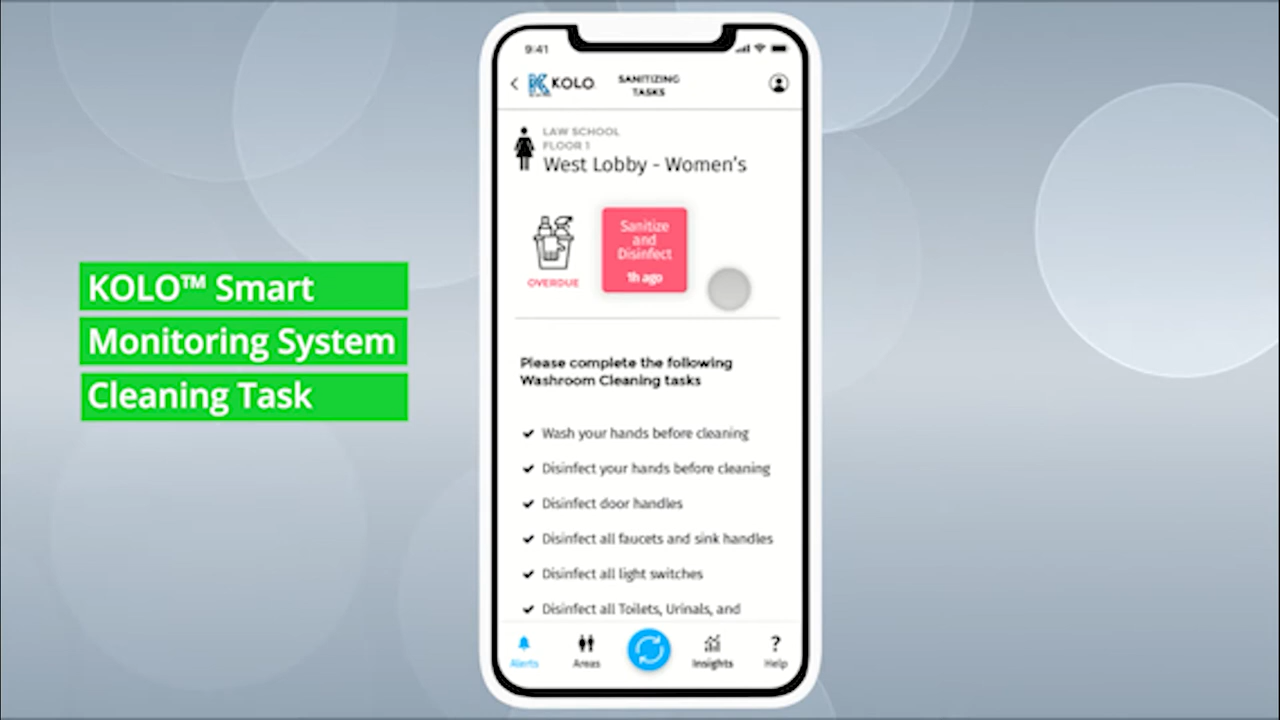 KOLO™ Smart
Monitoring System
Cleaning Task
9:41
KOLO
SANITIZING
TASKS
LAW SCHOOL
FLOOR 1
West Lobby - Women's
Sanitize
and
Disinfect
1h ago
OVERDUE
Please complete the following
Washroom Cleaning tasks
Wash your hands before cleaning
Disinfect your hands before cleaning
Disinfect door handles
Disinfect all faucets and sink handles
Disinfect all light switches
Disinfect all Toilets, Urinals, and
Alerts
Areas
Insights
? Help